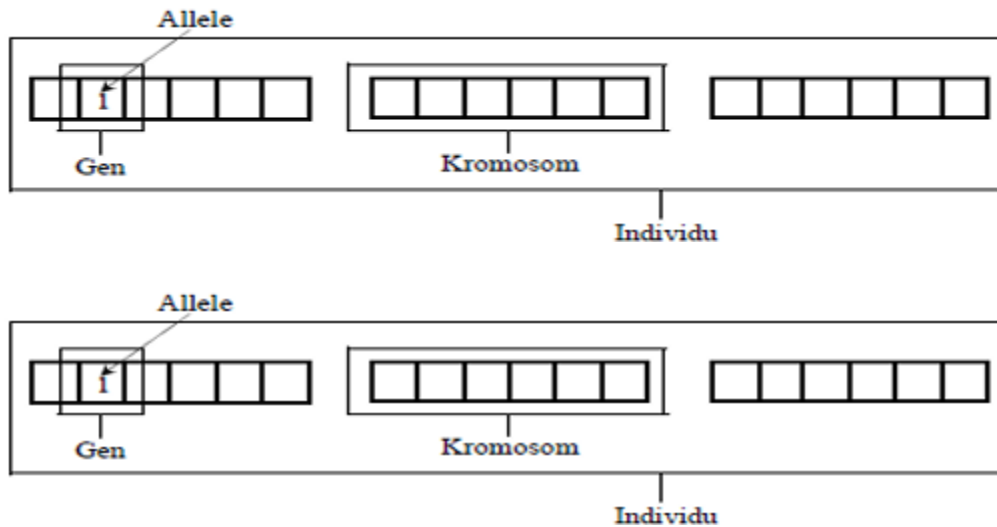 Allele
1
Gen
Kromosom
Individu
Allele
1
Gen
Kromosom
Individu